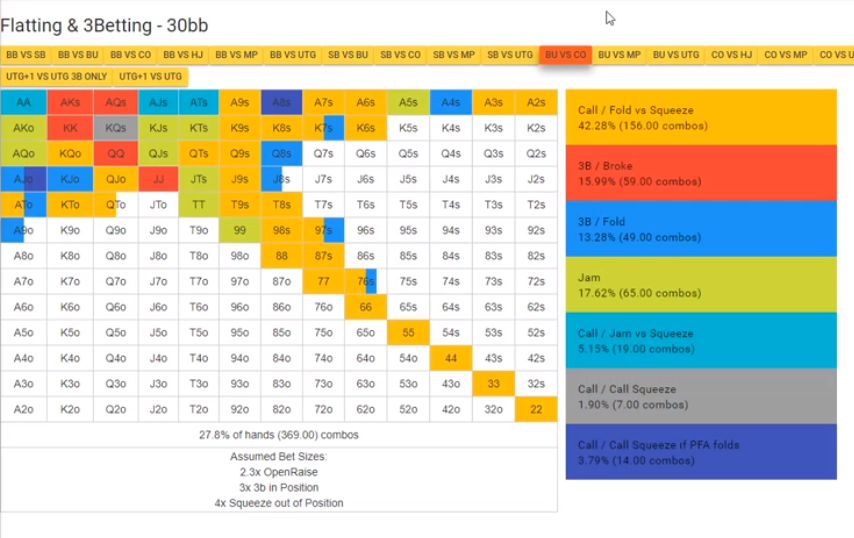 Flatting & 3Betting - 30bb
BB VS SB BB VS BU BB VS CO BB VS HJ BB VS MP BB VS UTG SB VS BU SB VS CO SB VS MP SB VS UTG BU VS CO BU VS MP BU VS UTG CO VS HJ CO VS MP CO VS U
UTG+1 VS UTG 3B ONLY UTG+1 VS UTG
AA AKs AQs AJs ATs A9s A8s A7s A6s A5s A4s A3s A2s
AKo KK KQs KJs KTs K9s K8s K7s K6s K5s K4s K3s K2s
AQo KQo QQ QJs QTs Q9s Q8s Q7s Q6s Q5s Q4s Q3s Q2s
AJo KJo QJo JJ JTs J9s J8s J7s J6s J5s J4s J3s J2s
ATo KTo QTo JTo TT T9s T8s T7s T6s T5s T4s T3s T2s
A9o K9o Q9o J9o T9o 99 98s 97s 96s 95s 94s 93s 92s
A8o K8o Q8o J8o T8o 98o 88 87s 86s 85s 84s 83s 82s
A7o K7o Q7o J7o T7o 97o 87o 77 76s 75s 74s 73s 72s
A6o K6o Q6o J6o T6o 96o 86o 76o 66 65s 64s 63s 62s
A5o K5o Q5o J5o T5o 95o 85o 75o 65o 55 54s 53s 52s
A4o K4o Q4o J4o T4o 94o 84o 74o 64o 54o 44 43s 42s
A3o K3o Q3o J3o T3o 93o 83o 73o 63o 53o 43o 33 32s
A2o K2o Q2o J2o T2o 92o 82o 72o 62o 52o 42o 32o 22
27.8% of hands (369.00) combos
Assumed Bet Sizes:
2.3x OpenRaise
3x 3b in Position
4x Squeeze out of Position
Call / Fold vs Squeeze
42.28% (156.00 combos)
3B / Broke
15.99% (59.00 combos)
3B / Fold
13.28% (49.00 combos)
Jam
17.62% (65.00 combos)
Call / Jam vs Squeeze
5.15% (19.00 combos)
Call / Call Squeeze
1.90% (7.00 combos)
Call / Call Squeeze if PFA folds
3.79% (14.00 combos)